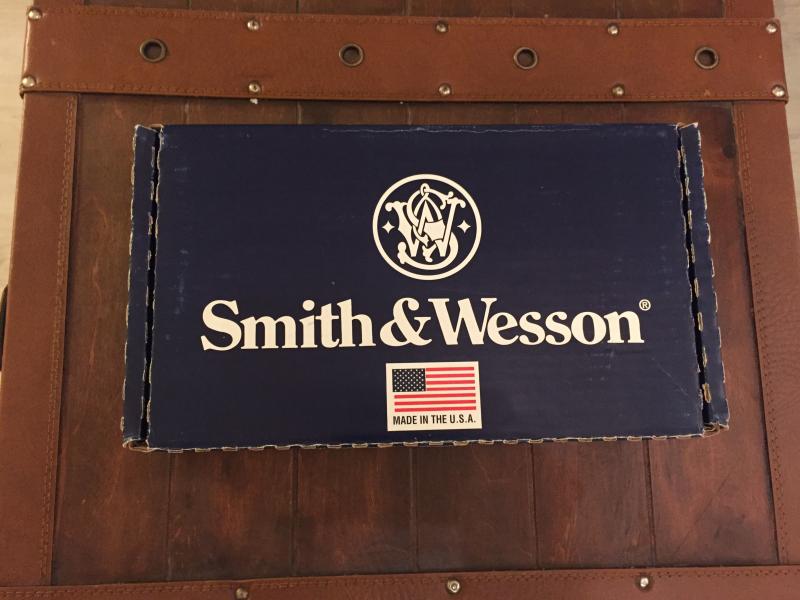 Smith & Wesson®
MADE IN THE U.S.A.